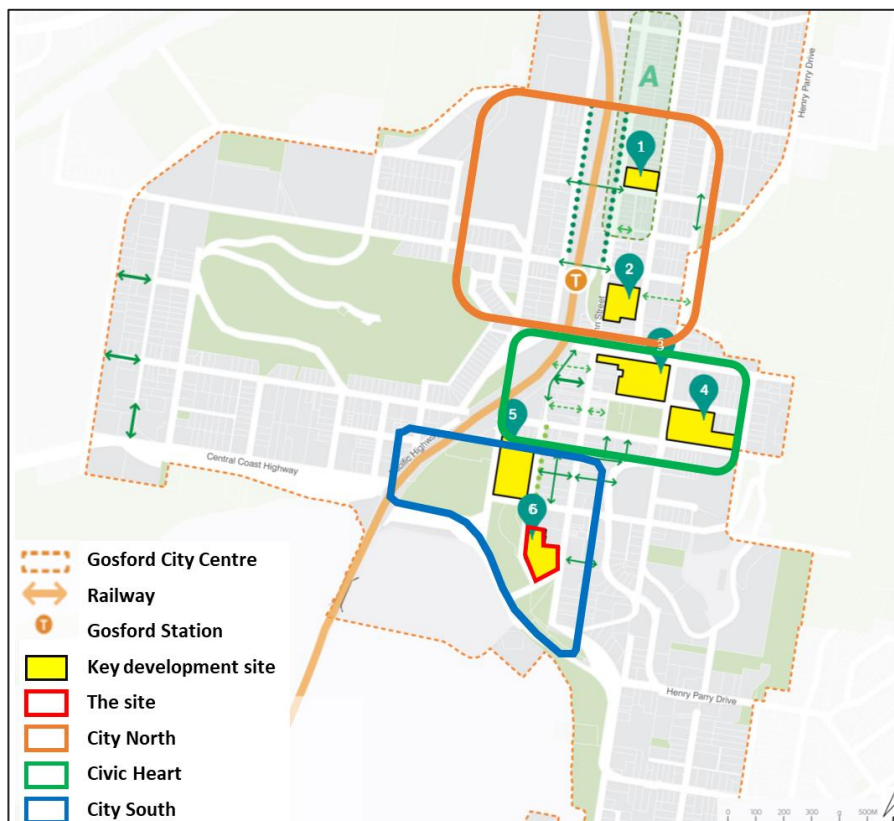 A
Henry Parry Drive
1
2
T
Street
3
4
5
Pacific Highway
Central Coast Highway
6
Henry Parry Drive
Gosford City Centre
Railway
T
Gosford Station
Key development site
The site
City North
Civic Heart
City South
0 100 200 300 500M